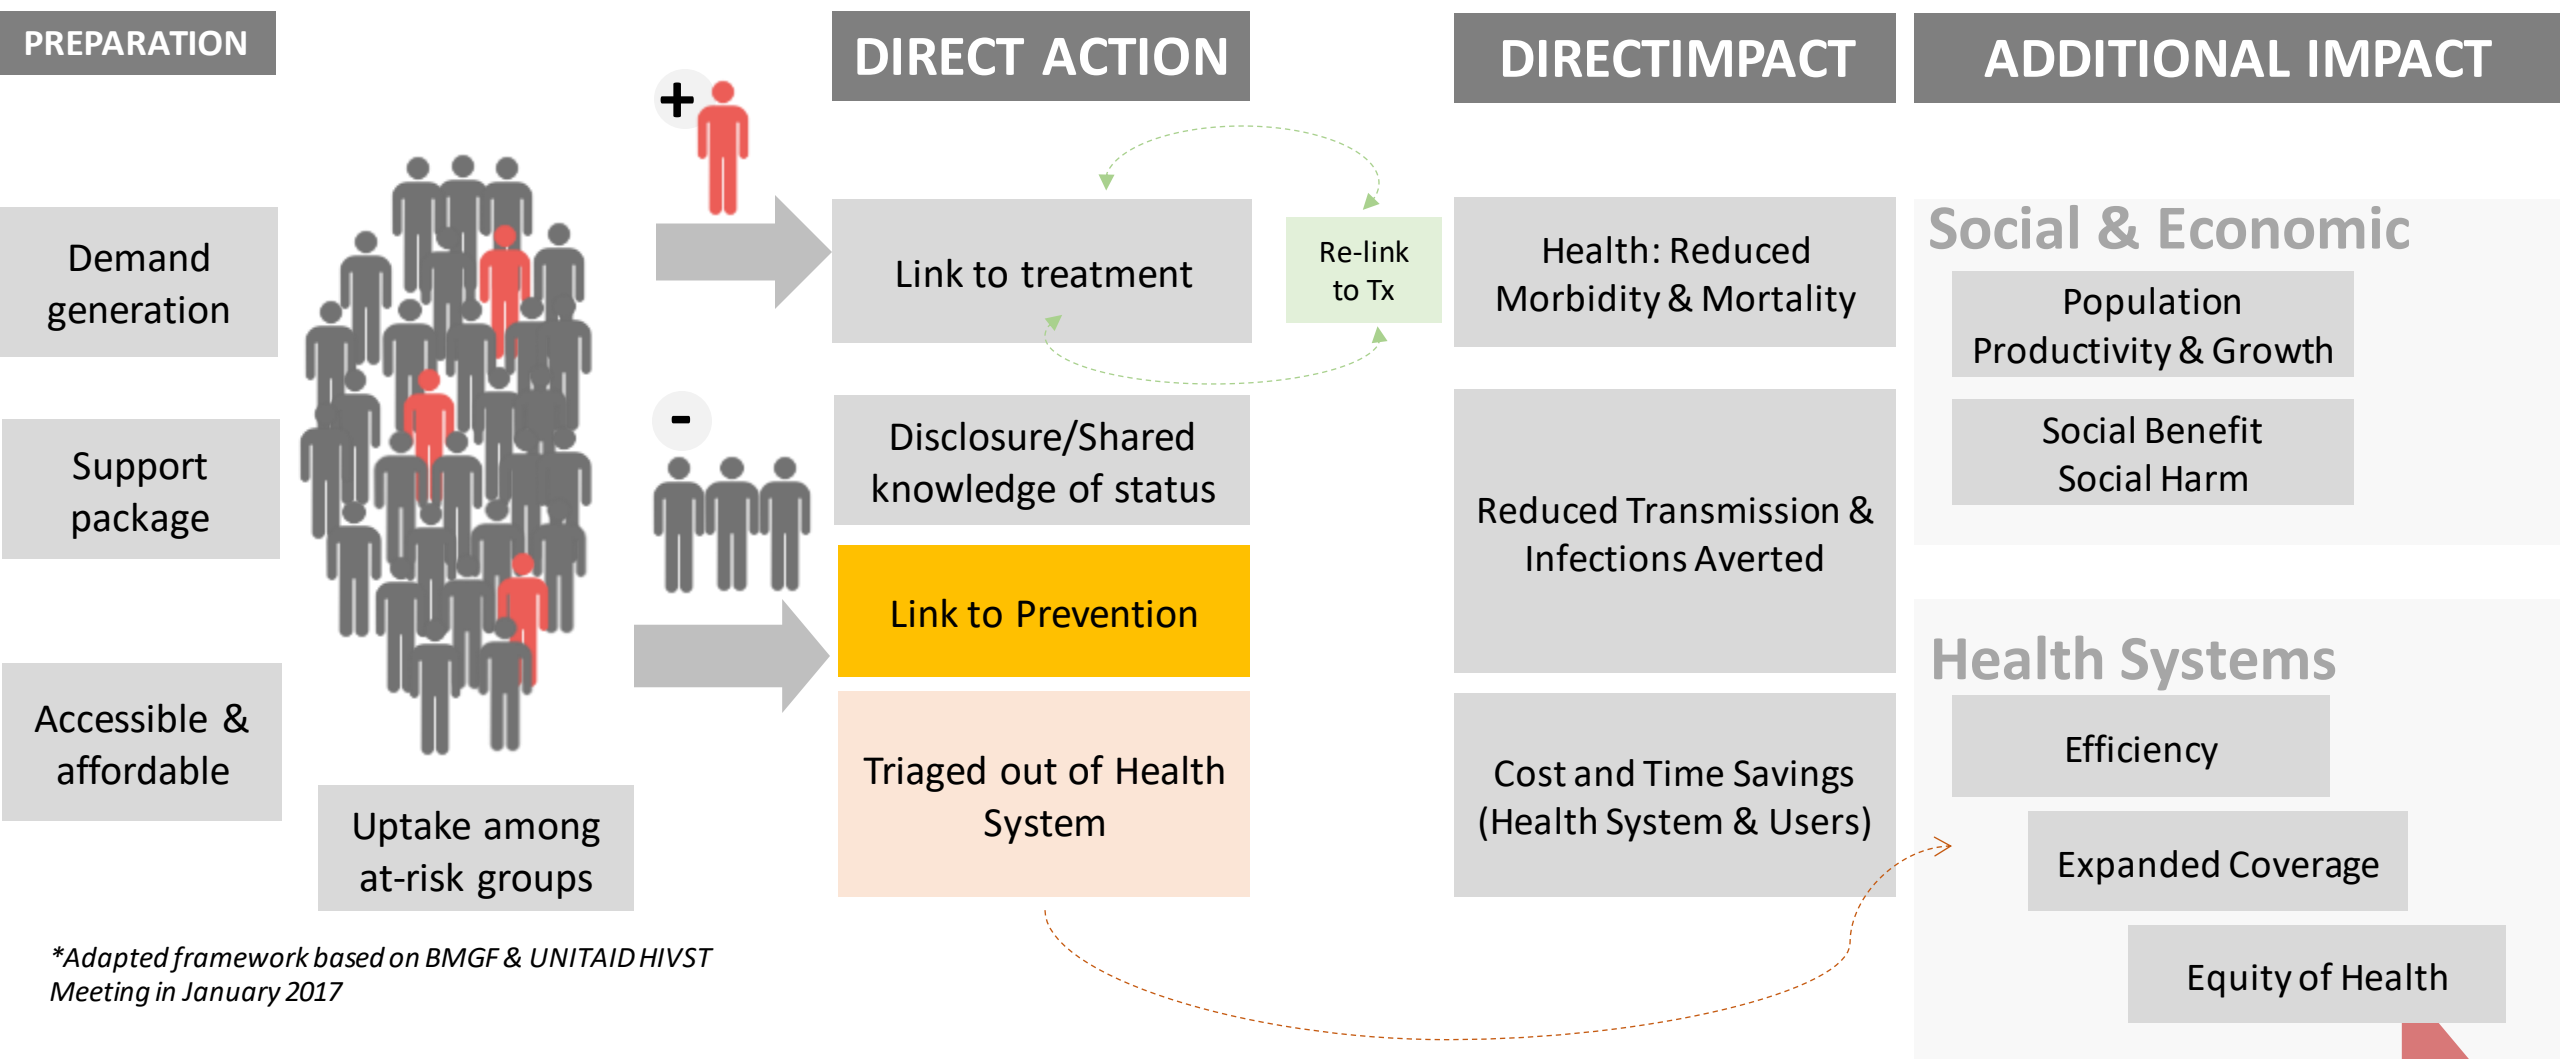 PREPARATION
Demand
generation
Support
package
Accessible &
affordable
Uptake among
at-risk groups
+
-
DIRECT ACTION
Link to treatment
Re-link
to Tx
Disclosure/Shared
knowledge of status
Link to Prevention
Triaged out of Health
System
DIRECTIMPACT
Health: Reduced
Morbidity & Mortality
Reduced Transmission &
Infections Averted
Cost and Time Savings
(Health System & Users)
ADDITIONAL IMPACT
Social & Economic
Population
Productivity & Growth
Social Benefit
Social Harm
Health Systems
Efficiency
Expanded Coverage
Equity of Health
*Adapted framework based on BMGF & UNITAID HIVST
Meeting in January 2017